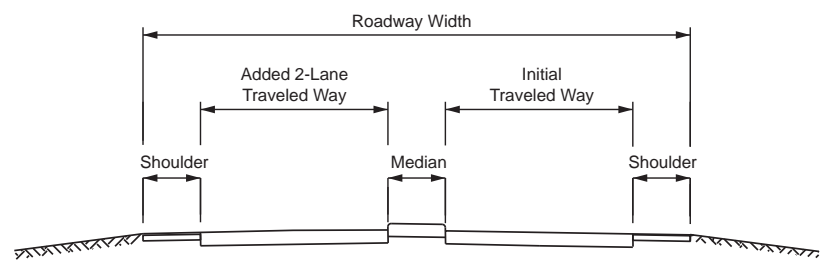 Roadway Width
Added 2-Lane
Traveled Way
Initial
Traveled Way
Shoulder
Median
Shoulder